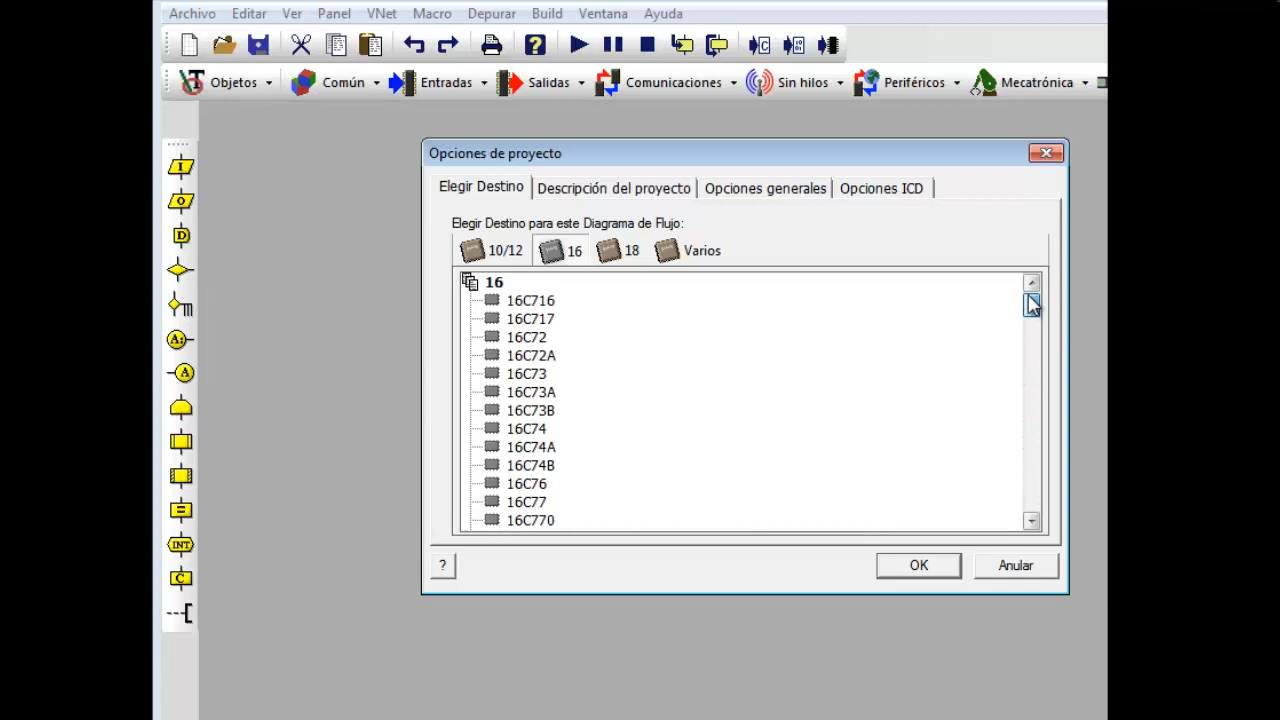 Archivo Editar Ver Panel VNet Macro Depurar Build Ventana Ayuda
Objetos Común Entradas Salidas Comunicaciones Sin hilos Periféricos Mecatrónica
Opciones de proyecto
Elegir Destino Descripción del proyecto Opciones generales Opciones ICD
Elegir Destino para este Diagrama de Flujo:
10/12 16 18 Varios
16
16C716
16C717
16C72
16C72A
16C73
16C73A
16C73B
16C74
16C74A
16C74B
16C76
16C77
16C770
? OK Anular
I
O
D
A:
A
=
INT
C